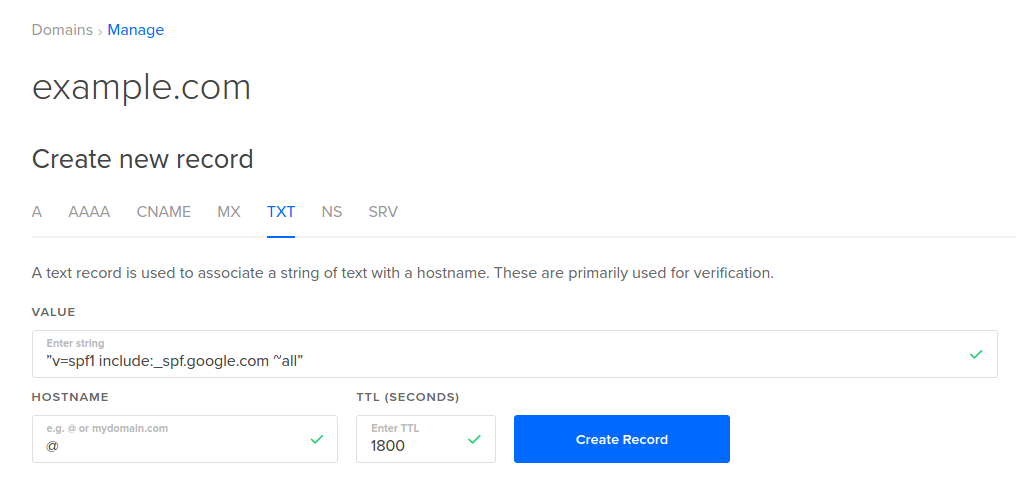 Domains › Manage
example.com
Create new record
A AAAA CNAME MX TXT NS SRV
A text record is used to associate a string of text with a hostname. These are primarily used for verification.
VALUE
Enter string
”v=spf1 include:_spf.google.com ~all”
HOSTNAME TTL (SECONDS)
e.g. @ or mydomain.com Enter TTL
@ 1800 Create Record